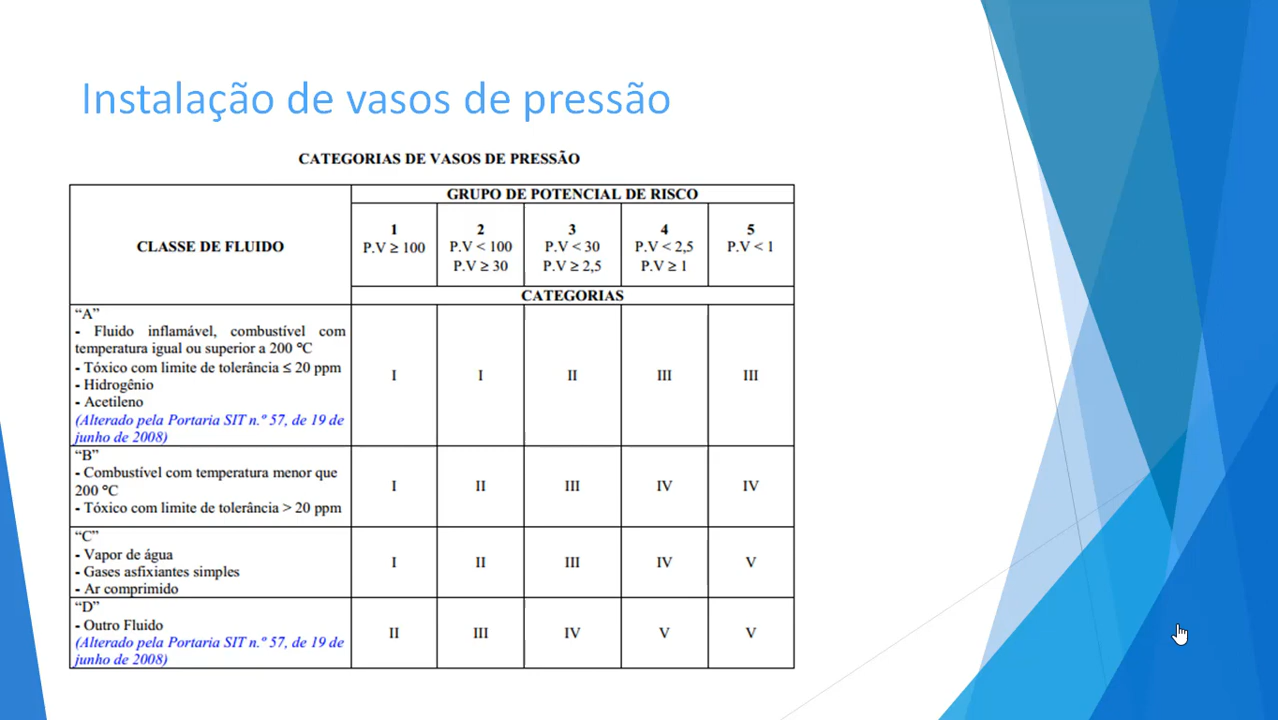 Instalação de vasos de pressão
CATEGORIAS DE VASOS DE PRESSÃO
CLASSE DE FLUIDO
GRUPO DE POTENCIAL DE RISCO
1
P.V ≥ 100
2
P.V < 100
P.V ≥ 30
3
P.V < 30
P.V ≥ 2,5
4
P.V < 2,5
P.V ≥ 1
5
P.V < 1
CATEGORIAS
“A”
- Fluido inflamável, combustível com
temperatura igual ou superior a 200 °C
- Tóxico com limite de tolerância ≤ 20 ppm
- Hidrogênio
- Acetileno
(Alterado pela Portaria SIT n.º 57, de 19 de
junho de 2008)
I
I
II
III
III
“B”
- Combustível com temperatura menor que
200 °C
- Tóxico com limite de tolerância > 20 ppm
I
II
III
IV
IV
“C”
- Vapor de água
- Gases asfixiantes simples
- Ar comprimido
I
II
III
IV
V
“D”
- Outro Fluido
(Alterado pela Portaria SIT n.º 57, de 19 de
junho de 2008)
II
III
IV
V
V